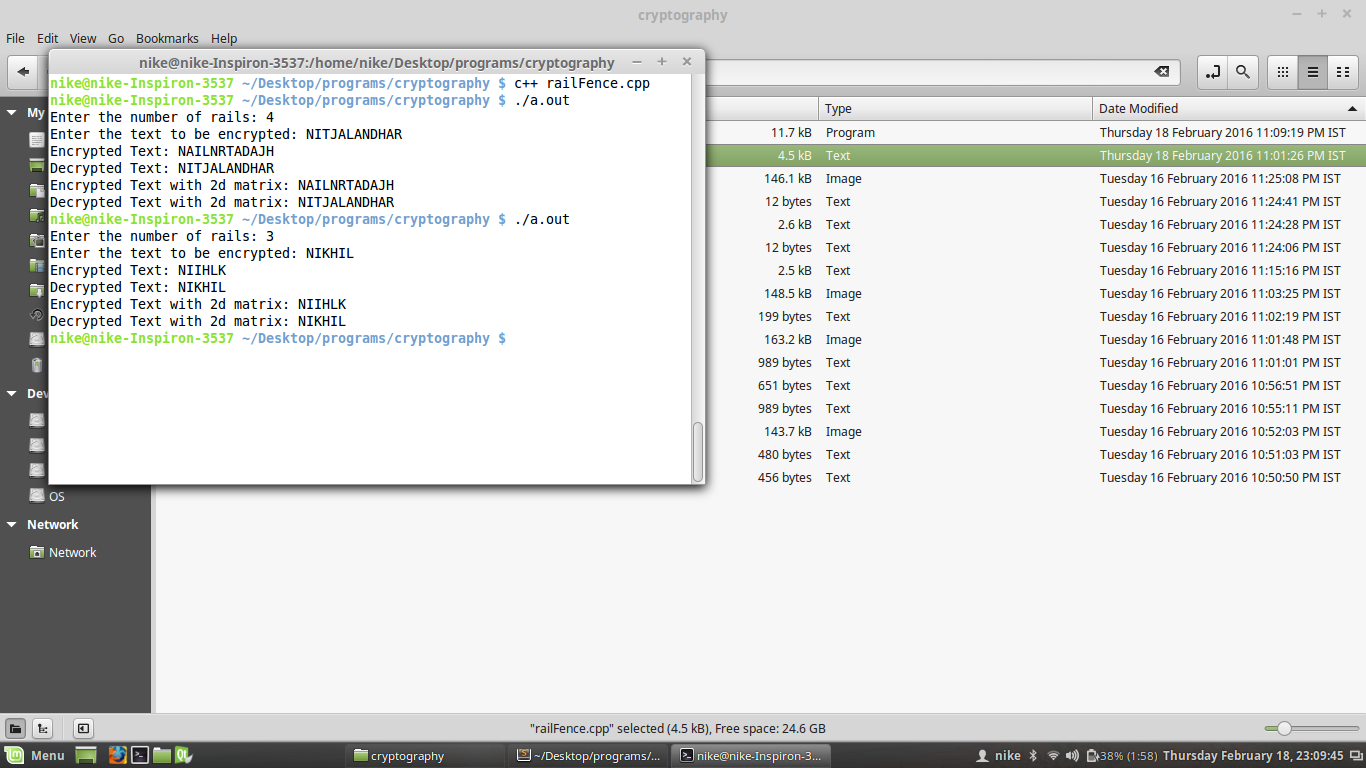 cryptography
File Edit View Go Bookmarks Help
nike@nike-Inspiron-3537:/home/nike/Desktop/programs/cryptography
nike@nike-Inspiron-3537 ~/Desktop/programs/cryptography $ c++ railFence.cpp
nike@nike-Inspiron-3537 ~/Desktop/programs/cryptography $ ./a.out
Enter the number of rails: 4
Enter the text to be encrypted: NITJALANDHAR
Encrypted Text: NAILNRTADAJH
Decrypted Text: NITJALANDHAR
Encrypted Text with 2d matrix: NAILNRTADAJH
Decrypted Text with 2d matrix: NITJALANDHAR
nike@nike-Inspiron-3537 ~/Desktop/programs/cryptography $ ./a.out
Enter the number of rails: 3
Enter the text to be encrypted: NIKHIL
Encrypted Text: NIIHLK
Decrypted Text: NIKHIL
Encrypted Text with 2d matrix: NIIHLK
Decrypted Text with 2d matrix: NIKHIL
nike@nike-Inspiron-3537 ~/Desktop/programs/cryptography $
My
Dev
OS
Network
Network
Type Date Modified
11.7 kB Program Thursday 18 February 2016 11:09:19 PM IST
4.5 kB Text Thursday 18 February 2016 11:01:26 PM IST
146.1 kB Image Tuesday 16 February 2016 11:25:08 PM IST
12 bytes Text Tuesday 16 February 2016 11:24:41 PM IST
2.6 kB Text Tuesday 16 February 2016 11:24:28 PM IST
12 bytes Text Tuesday 16 February 2016 11:24:06 PM IST
2.5 kB Text Tuesday 16 February 2016 11:15:16 PM IST
148.5 kB Image Tuesday 16 February 2016 11:03:25 PM IST
199 bytes Text Tuesday 16 February 2016 11:02:19 PM IST
163.2 kB Image Tuesday 16 February 2016 11:01:48 PM IST
989 bytes Text Tuesday 16 February 2016 11:01:01 PM IST
651 bytes Text Tuesday 16 February 2016 10:56:51 PM IST
989 bytes Text Tuesday 16 February 2016 10:55:11 PM IST
143.7 kB Image Tuesday 16 February 2016 10:52:03 PM IST
480 bytes Text Tuesday 16 February 2016 10:51:03 PM IST
456 bytes Text Tuesday 16 February 2016 10:50:50 PM IST
"railFence.cpp" selected (4.5 kB), Free space: 24.6 GB
Menu cryptography ~/Desktop/programs/... nike@nike-Inspiron-3... nike 38% (1:58) Thursday February 18, 23:09:45